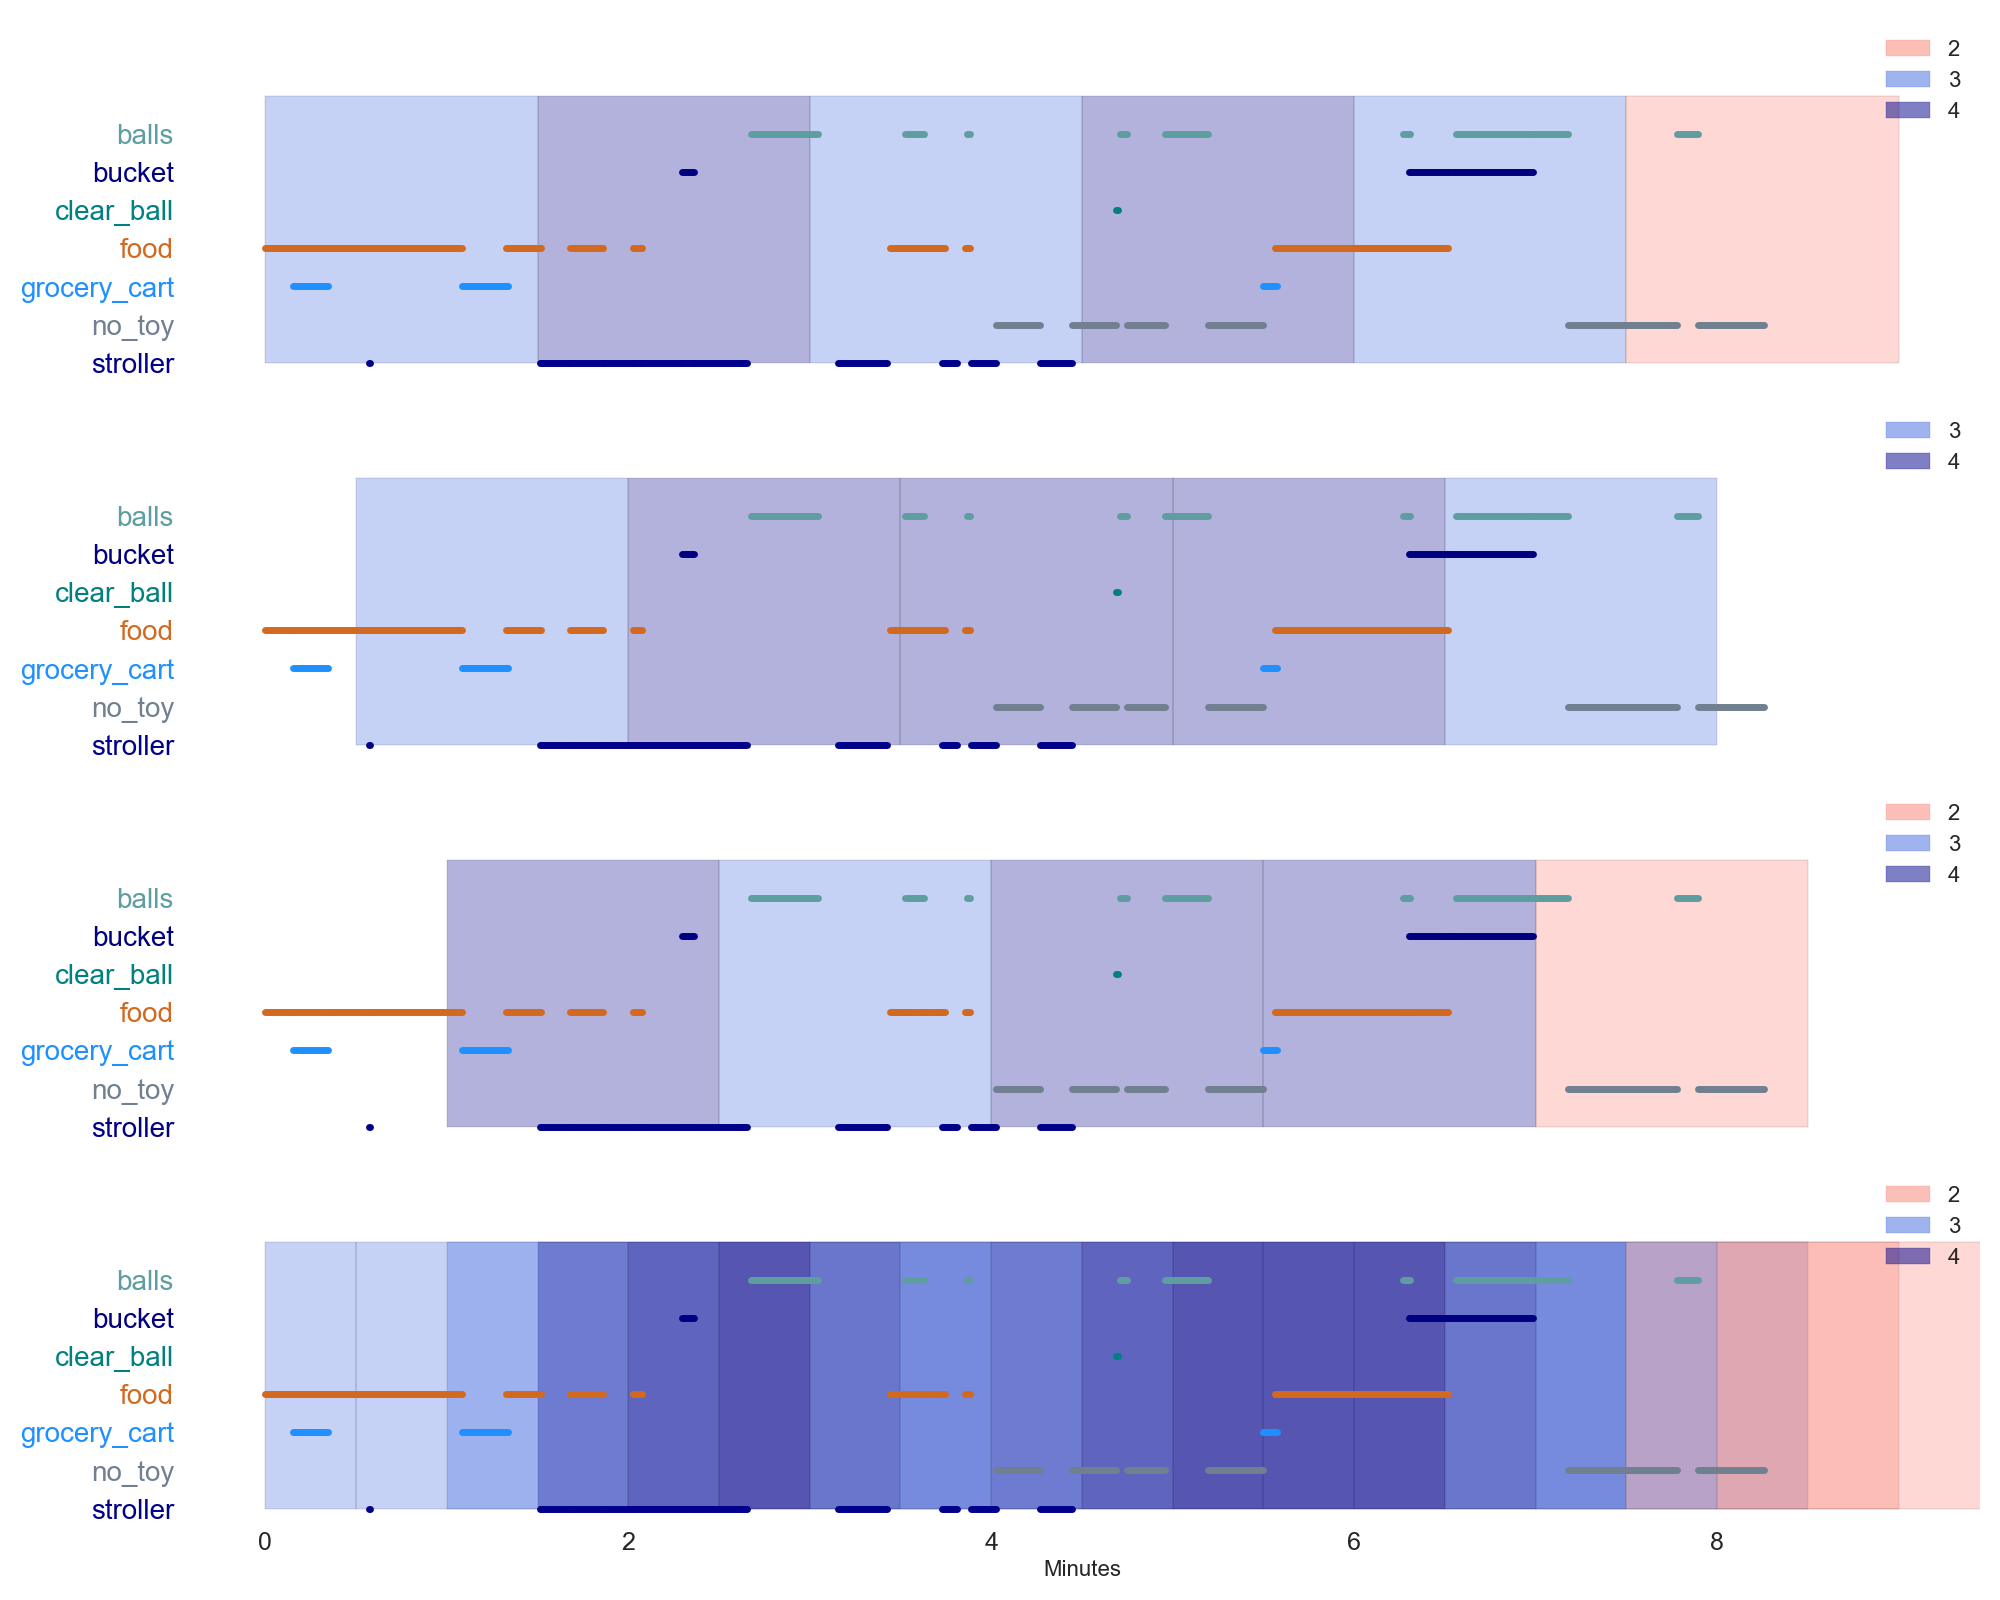 2
3
4
balls
bucket
clear_ball
food
grocery_cart
no_toy
stroller
3
4
balls
bucket
clear_ball
food
grocery_cart
no_toy
stroller
2
3
4
balls
bucket
clear_ball
food
grocery_cart
no_toy
stroller
2
3
4
balls
bucket
clear_ball
food
grocery_cart
no_toy
stroller
0 2 4 6 8
Minutes